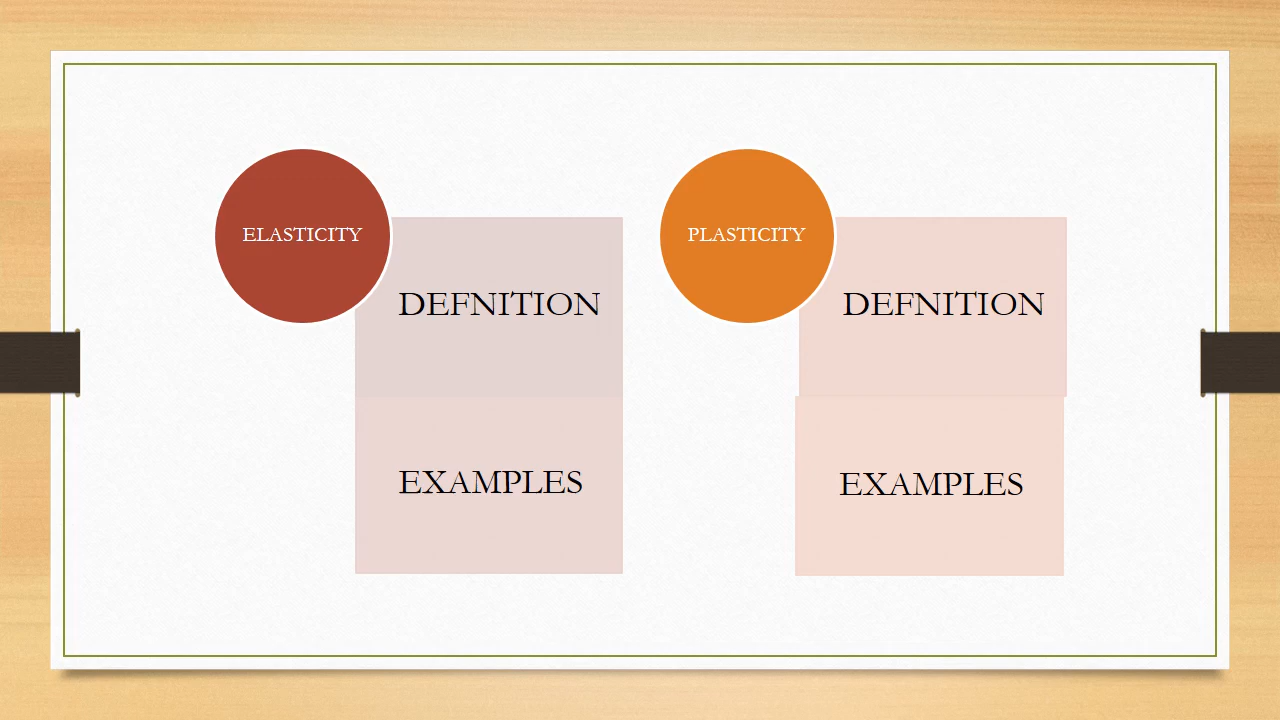 ELASTICITY
DEFNITION
EXAMPLES
PLASTICITY
DEFNITION
EXAMPLES